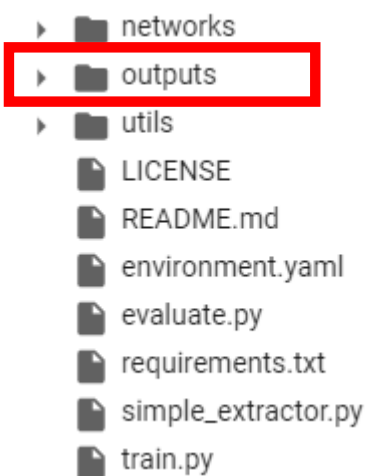 networks
outputs
utils
LICENSE
README.md
environment.yaml
evaluate.py
requirements.txt
simple_extractor.py
train.py